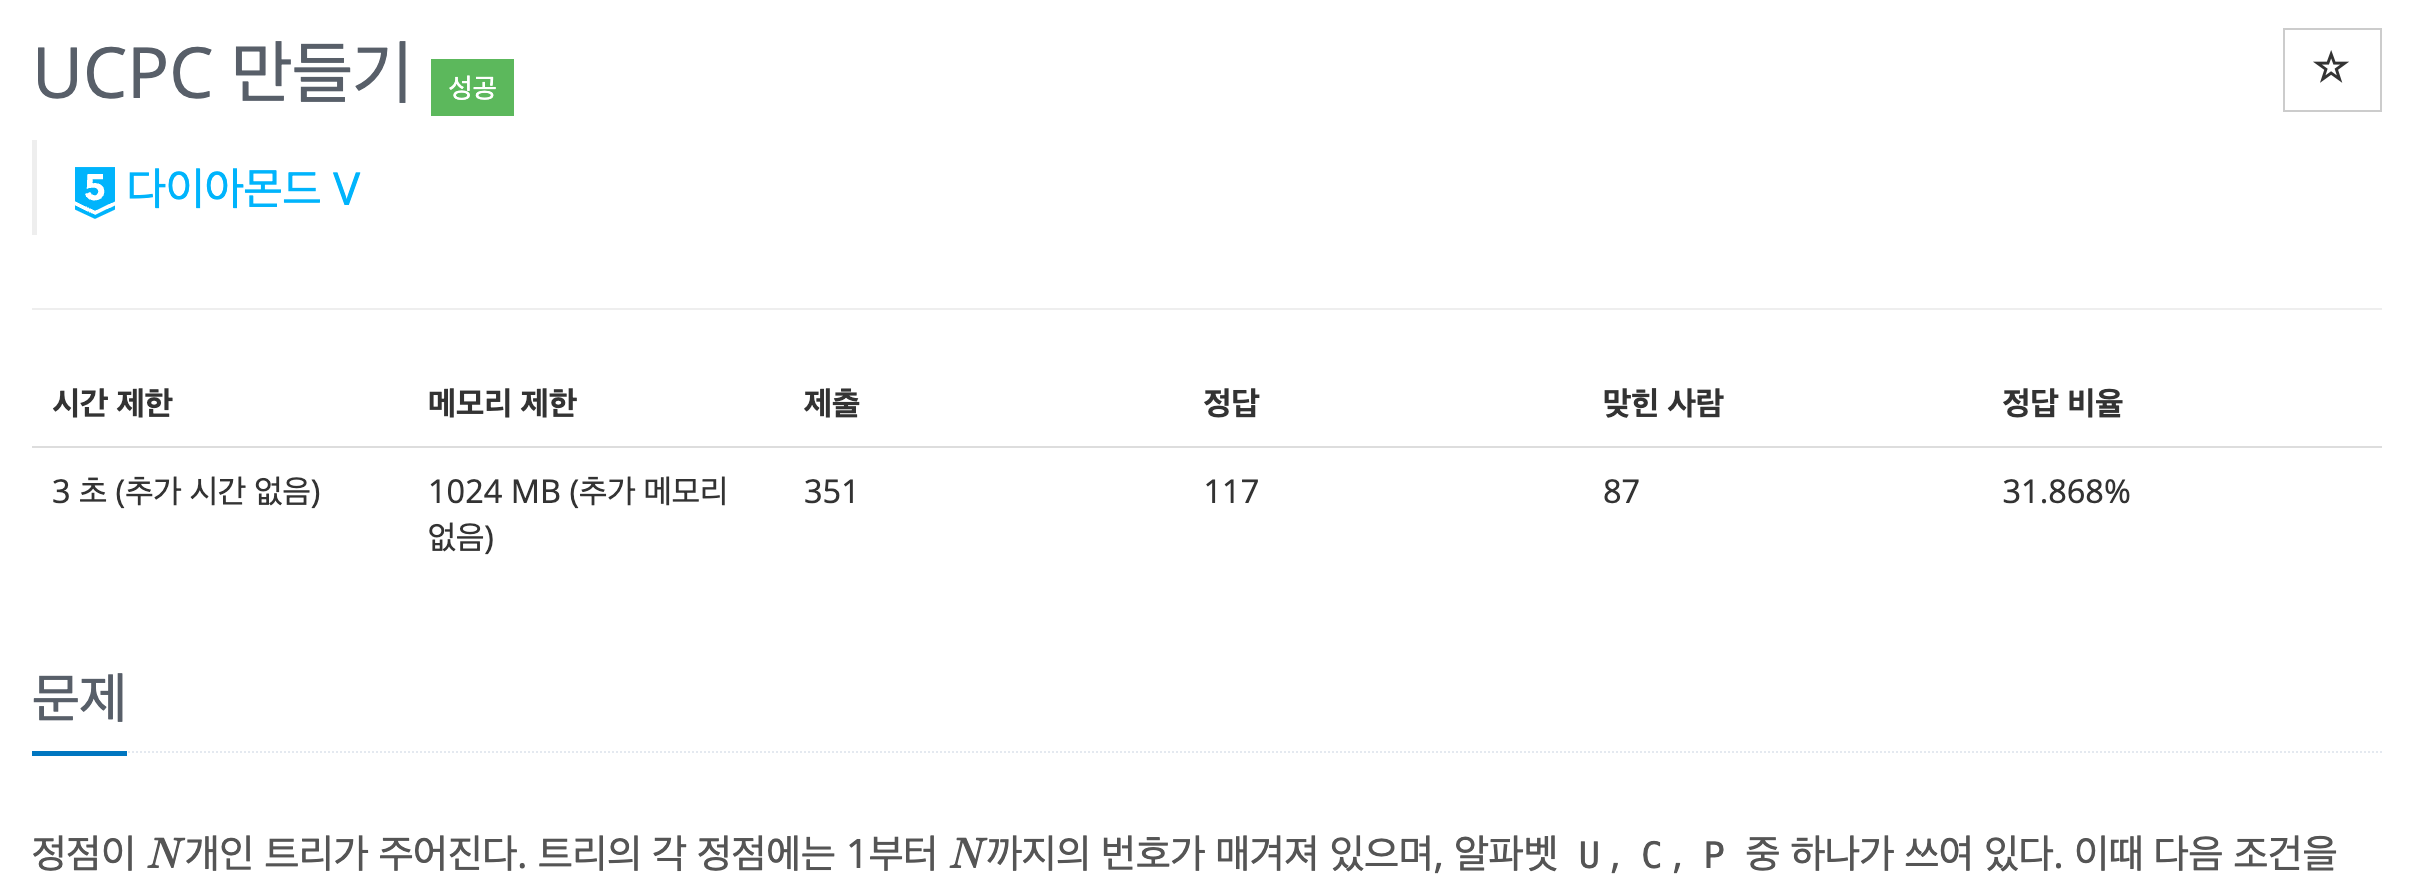 UCPC 만들기 성공
5 다이아몬드 V
시간 제한 메모리 제한 제출 정답 맞힌 사람 정답 비율
3 초 (추가 시간 없음) 1024 MB (추가 메모리 없음) 351 117 87 31.868%
문제
정점이 N개인 트리가 주어진다. 트리의 각 정점에는 1부터 N까지의 번호가 매겨져 있으며, 알파벳 U, C, P 중 하나가 쓰여 있다. 이때 다음 조건을